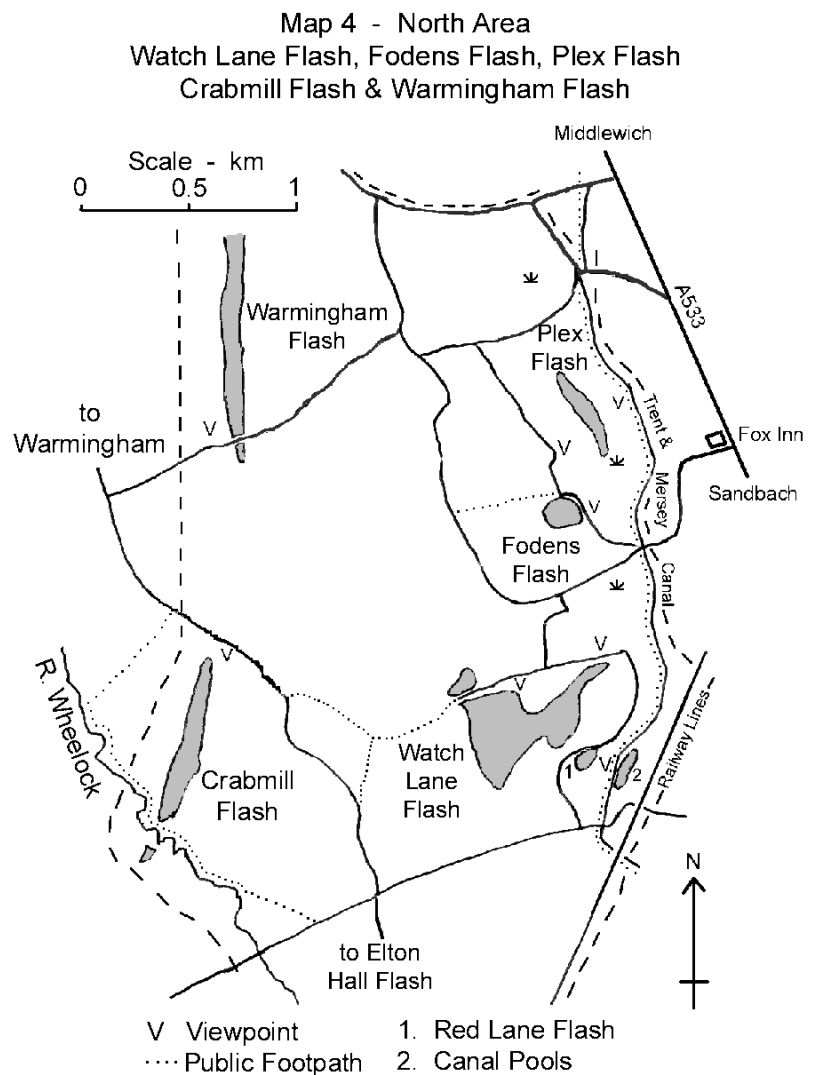 Map 4 - North Area
Watch Lane Flash, Fodens Flash, Plex Flash
Crabmill Flash & Warmingham Flash
Middlewich
Scale - km
0 0.5 1
A533
Warmingham
Flash
Plex
Flash
V
Trent &
Mersey
Canal
to
Warmingham
V
V
Fox Inn
Sandbach
V
Fodens
Flash
V
V
V
R. Wheelock
Crabmill
Flash
Watch
Lane
Flash
1
V
2
Railway Lines
N
to Elton
Hall Flash
V Viewpoint
.... Public Footpath
1. Red Lane Flash
2. Canal Pools